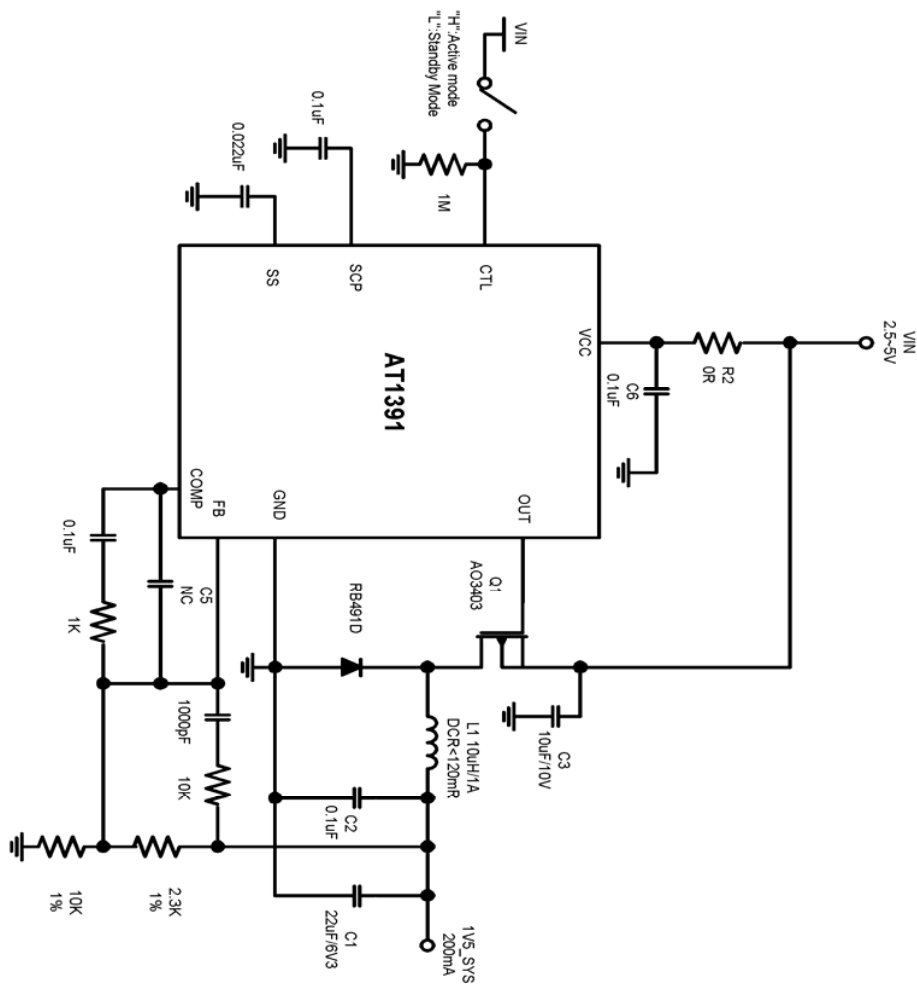 VIN
"H":Active mode
"L":Standby Mode
0.1uF
0.022uF
1M
SS
SCP
CTL
VCC
AT1391
COMP
FB
GND
OUT
VIN
2.5~5V
R2
0R
C6
0.1uF
Q1
AO3403
RB491D
C5
NC
0.1uF
1K
1000pF
10K
L1 10uH/1A
DCR<120mR
C3
10uF/10V
C2
0.1uF
C1
22uF/6V3
10K
1%
2.3K
1%
1V5_SYS
200mA